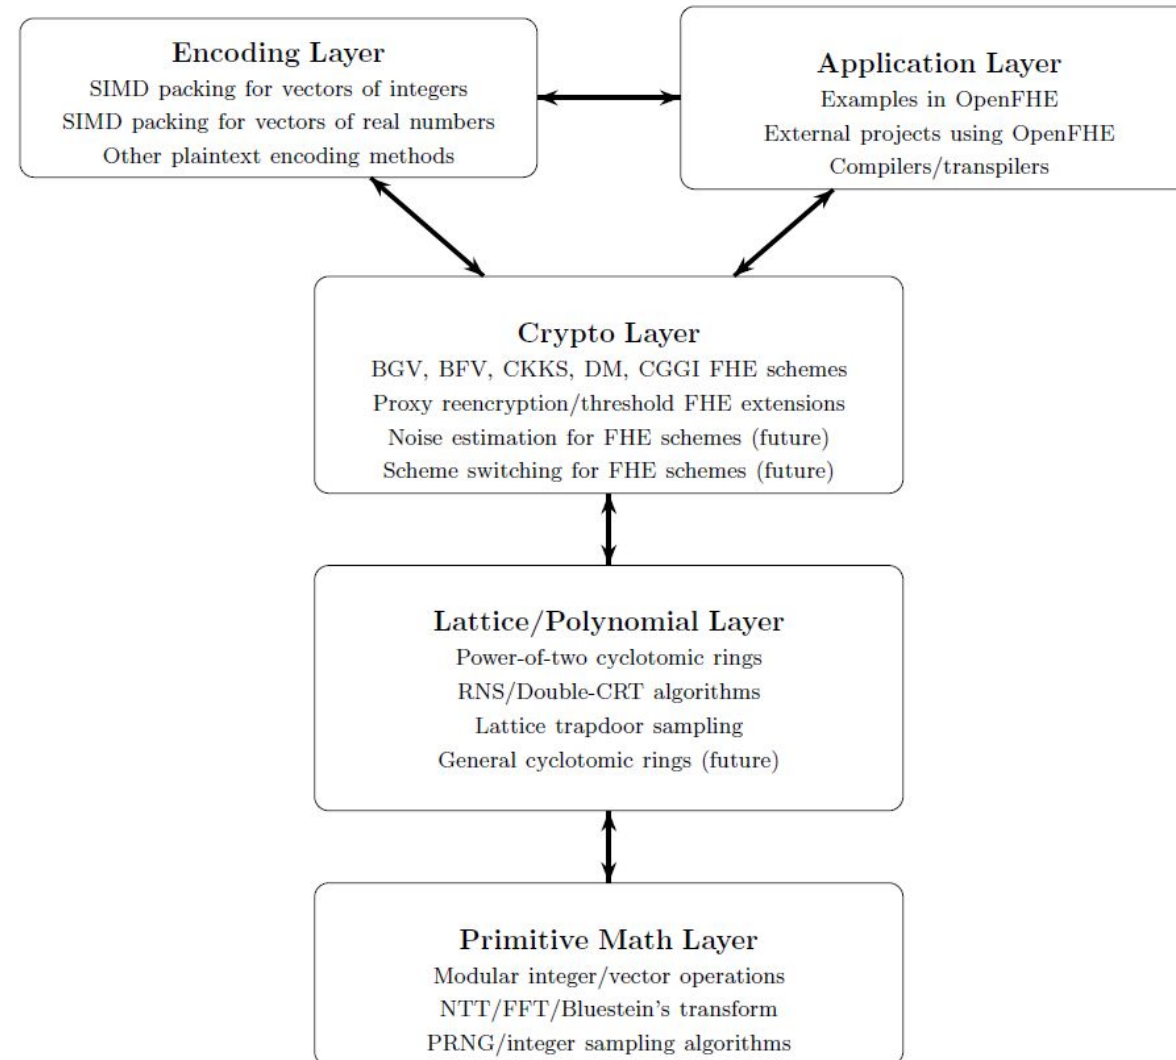 Encoding Layer
SIMD packing for vectors of integers
SIMD packing for vectors of real numbers
Other plaintext encoding methods
Application Layer
Examples in OpenFHE
External projects using OpenFHE
Compilers/transpilers
Crypto Layer
BGV, BFV, CKKS, DM, CGGI FHE schemes
Proxy reencryption/threshold FHE extensions
Noise estimation for FHE schemes (future)
Scheme switching for FHE schemes (future)
Lattice/Polynomial Layer
Power-of-two cyclotomic rings
RNS/Double-CRT algorithms
Lattice trapdoor sampling
General cyclotomic rings (future)
Primitive Math Layer
Modular integer/vector operations
NTT/FFT/Bluestein's transform
PRNG/integer sampling algorithms